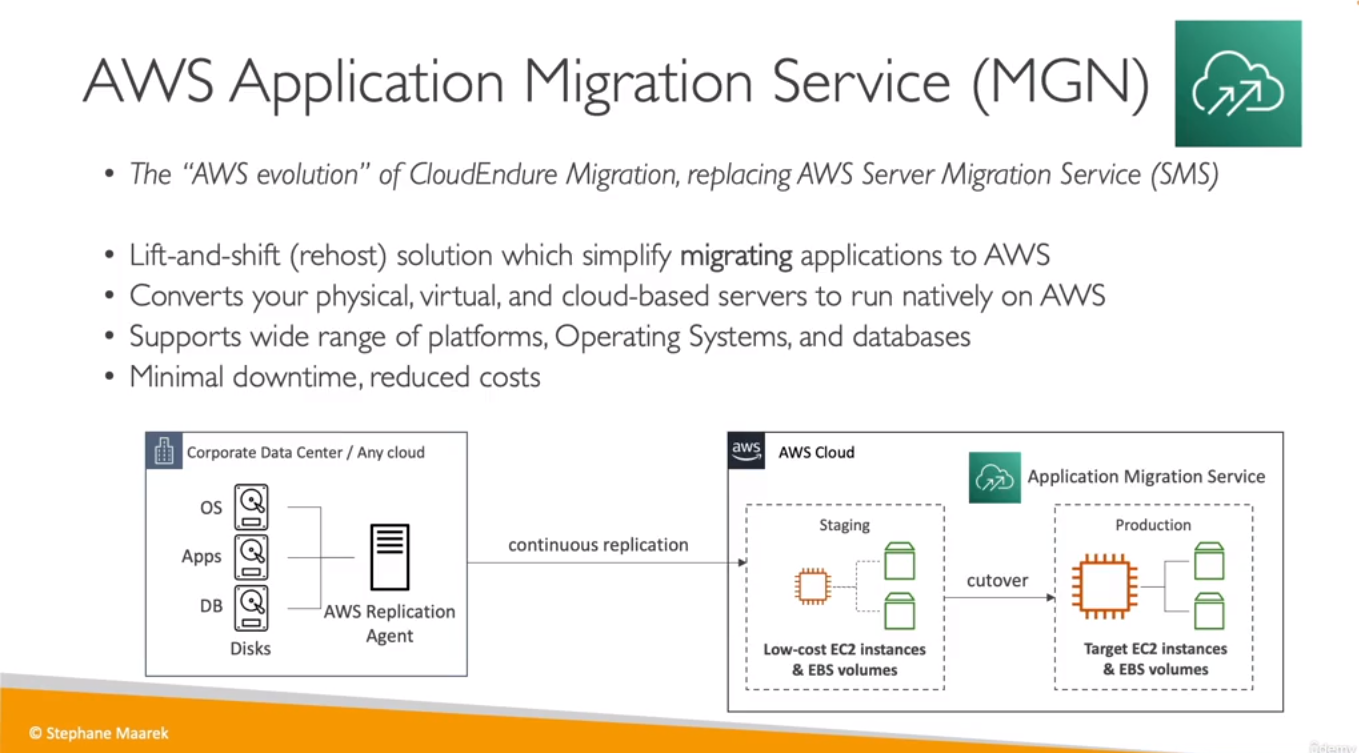 AWS Application Migration Service (MGN)
• The “AWS evolution” of CloudEndure Migration, replacing AWS Server Migration Service (SMS)
• Lift-and-shift (rehost) solution which simplify migrating applications to AWS
• Converts your physical, virtual, and cloud-based servers to run natively on AWS
• Supports wide range of platforms, Operating Systems, and databases
• Minimal downtime, reduced costs
Corporate Data Center / Any cloud
OS
Apps
DB
Disks
AWS Replication
Agent
continuous replication
aws
AWS Cloud
Application Migration Service
Staging
Low-cost EC2 instances
& EBS volumes
cutover
Production
Target EC2 instances
& EBS volumes
© Stephane Maarek
Udemy